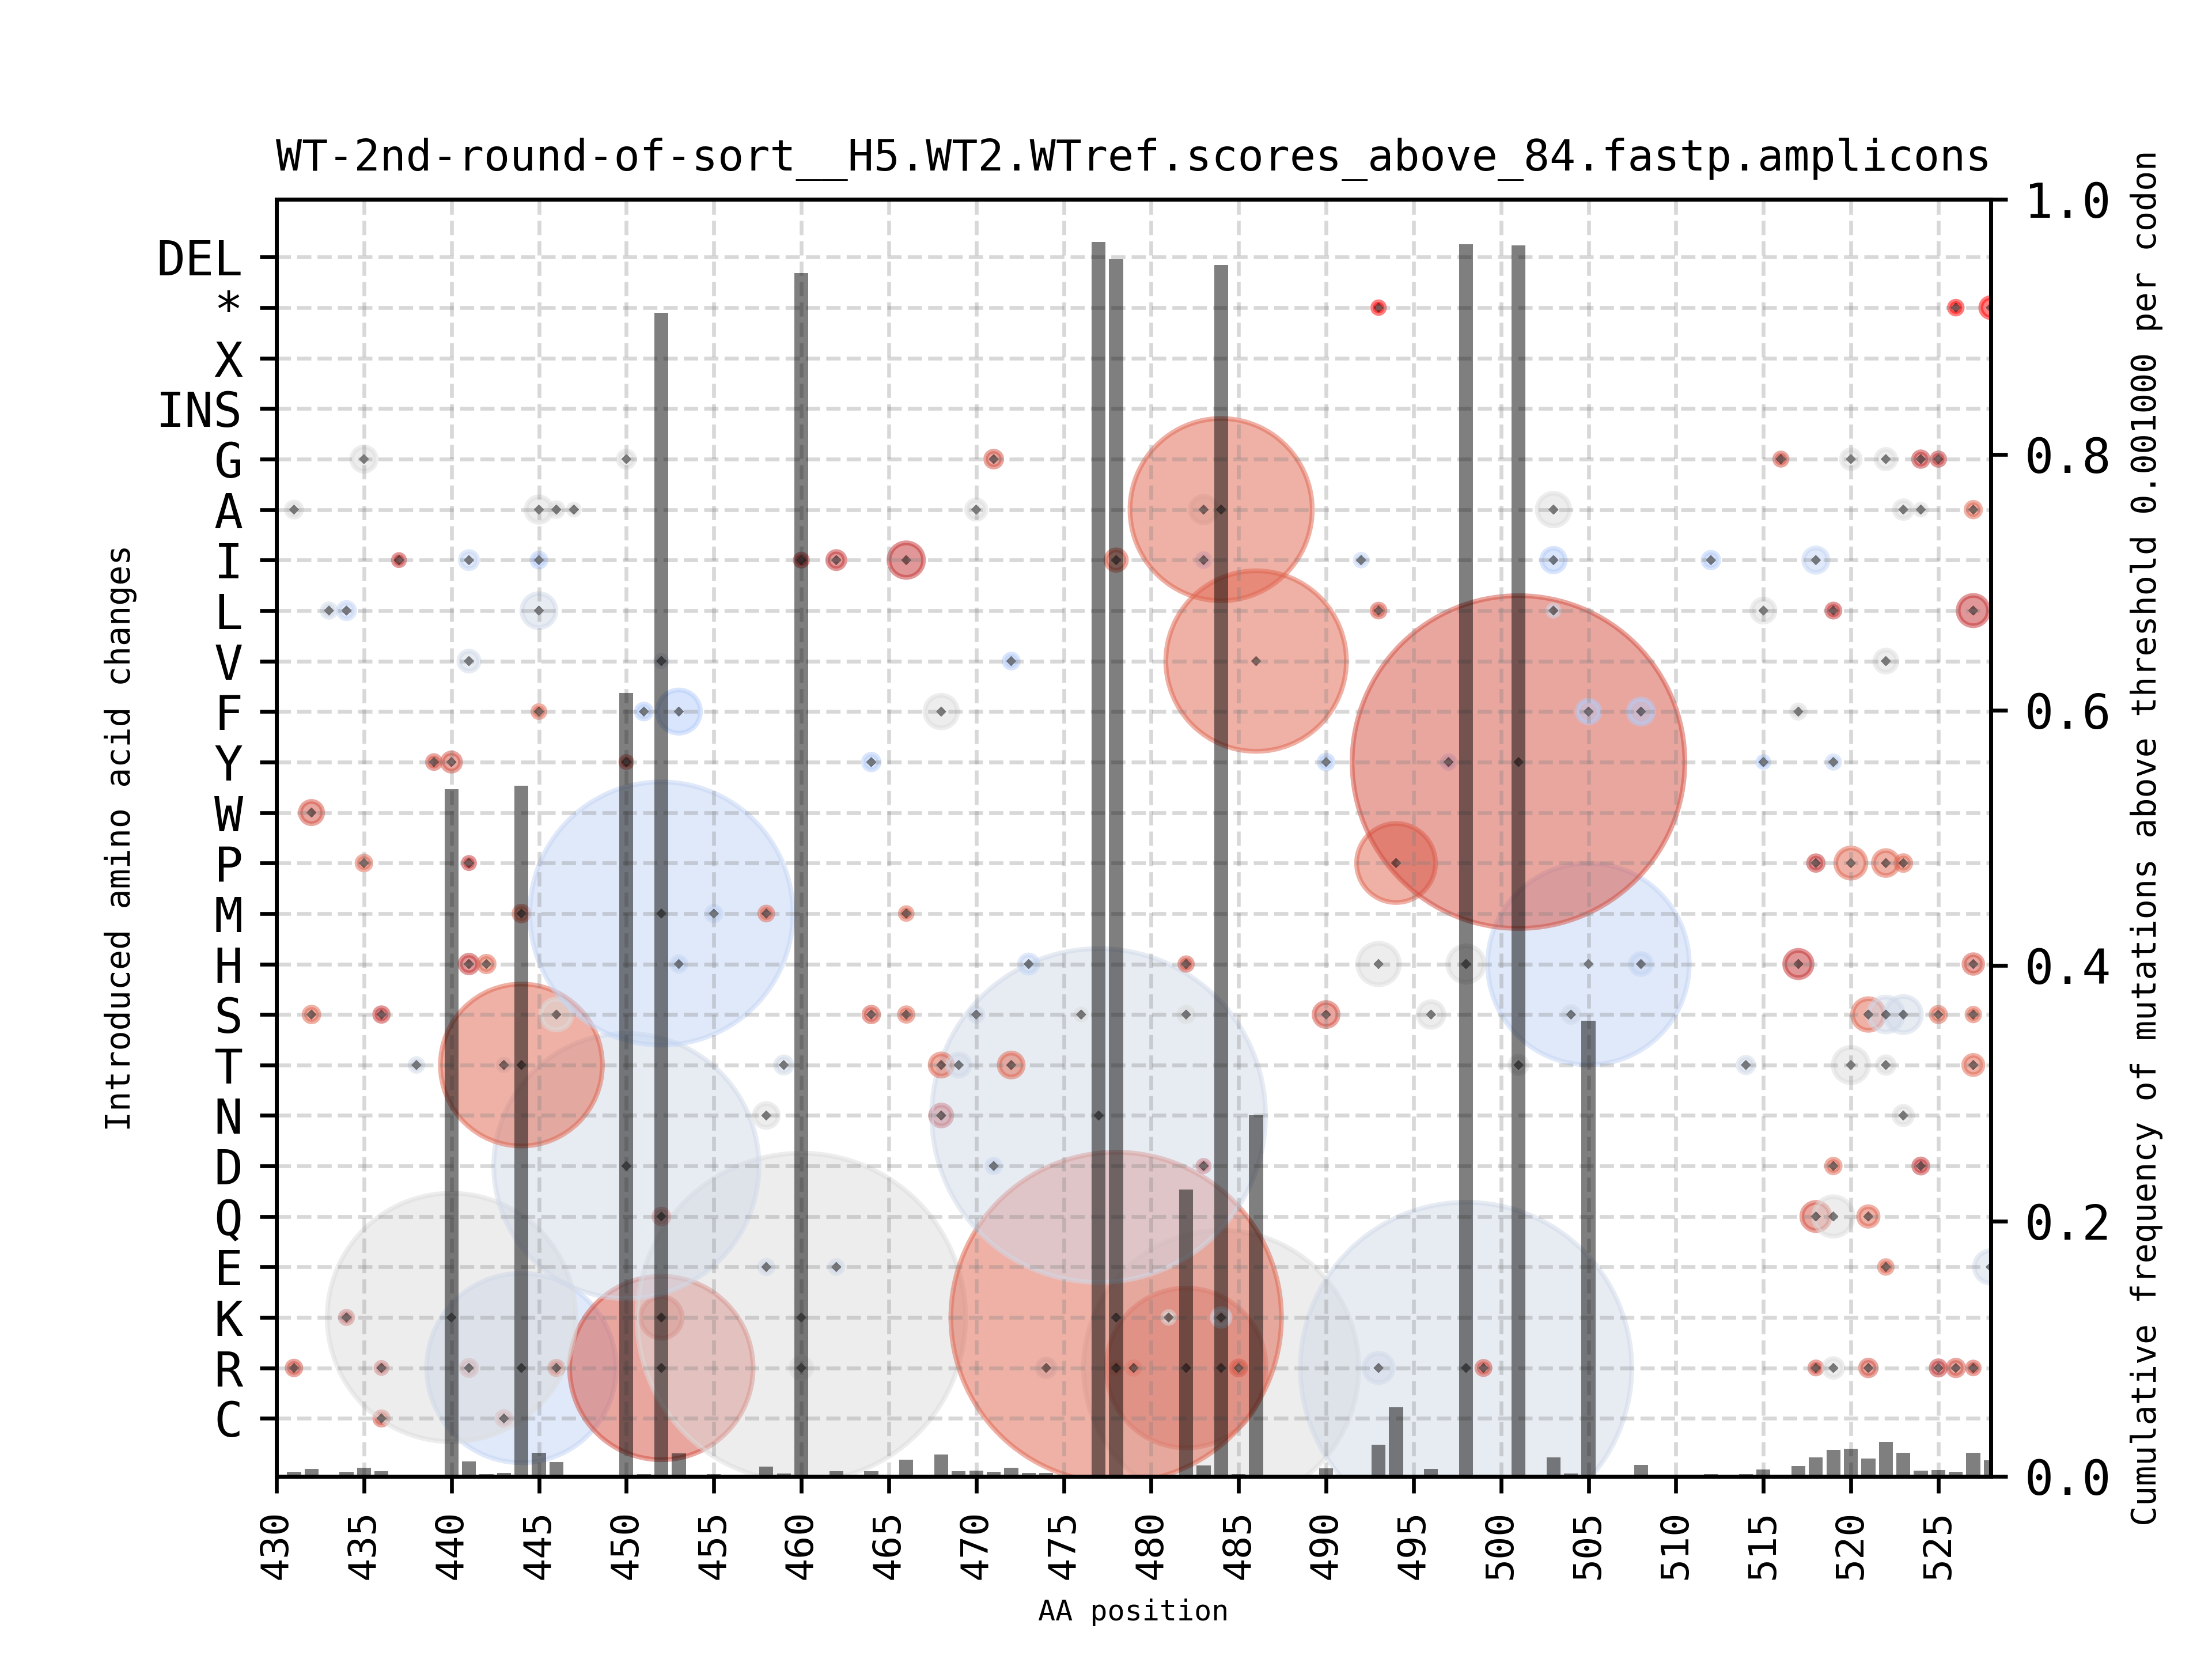 WT-2nd-round-of-sort__H5.WT2.WTref.scores_above_84.fastp.amplicons
Introduced amino acid changes
DEL
*
X
INS
G
A
I
L
V
F
Y
W
P
M
H
S
T
N
D
Q
E
K
R
C
1.0
0.8
0.6
0.4
0.2
0.0
Cumulative frequency of mutations above threshold 0.001000 per codon
430
435
440
445
450
455
460
465
470
475
480
485
490
495
500
505
510
515
520
525
AA position